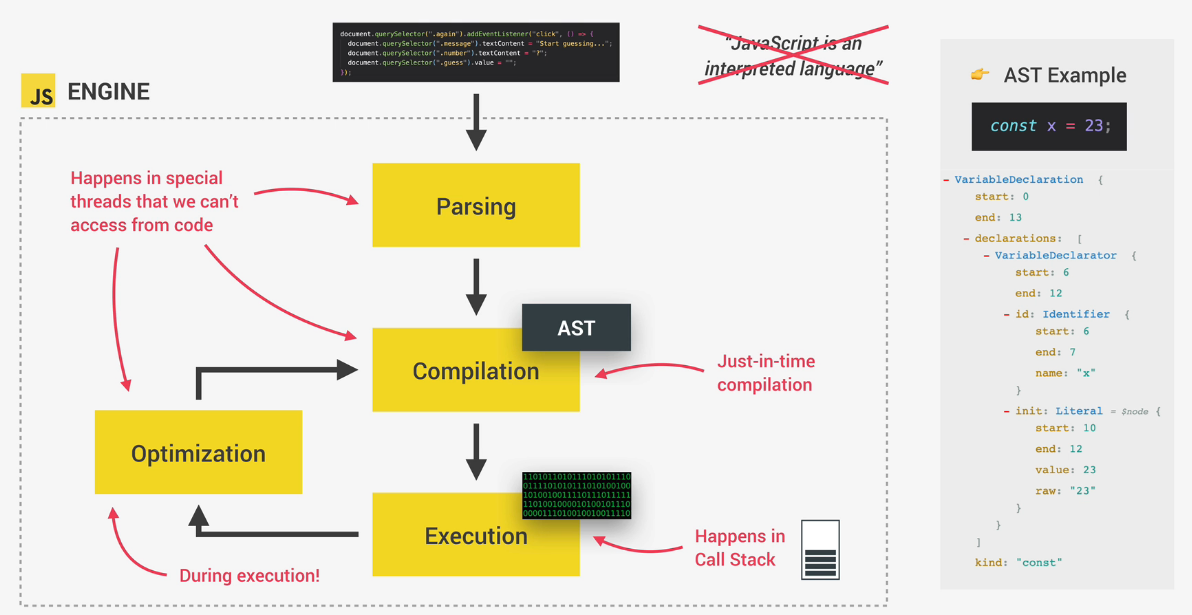 document.querySelector(".again").addEventListener("click", () => {
document.querySelector(".message").textContent = "Start guessing...";
document.querySelector(".number").textContent = "?";
document.querySelector(".guess").value = "";
});
“JavaScript is an
interpreted language”
JS ENGINE
Happens in special
threads that we can’t
access from code
Parsing
AST
Compilation
Just-in-time
compilation
Optimization
Execution
1101011010111010101110
0111101010111010100100
1010010011110111011111
1101001000010100101110
0000111010010010011110
Happens in
Call Stack
During execution!
👉 AST Example
const x = 23;
- VariableDeclaration {
start: 0
end: 13
- declarations: [
- VariableDeclarator {
start: 6
end: 12
- id: Identifier {
start: 6
end: 7
name: "x"
}
- init: Literal = $node {
start: 10
end: 12
value: 23
raw: "23"
}
}
]
kind: "const"